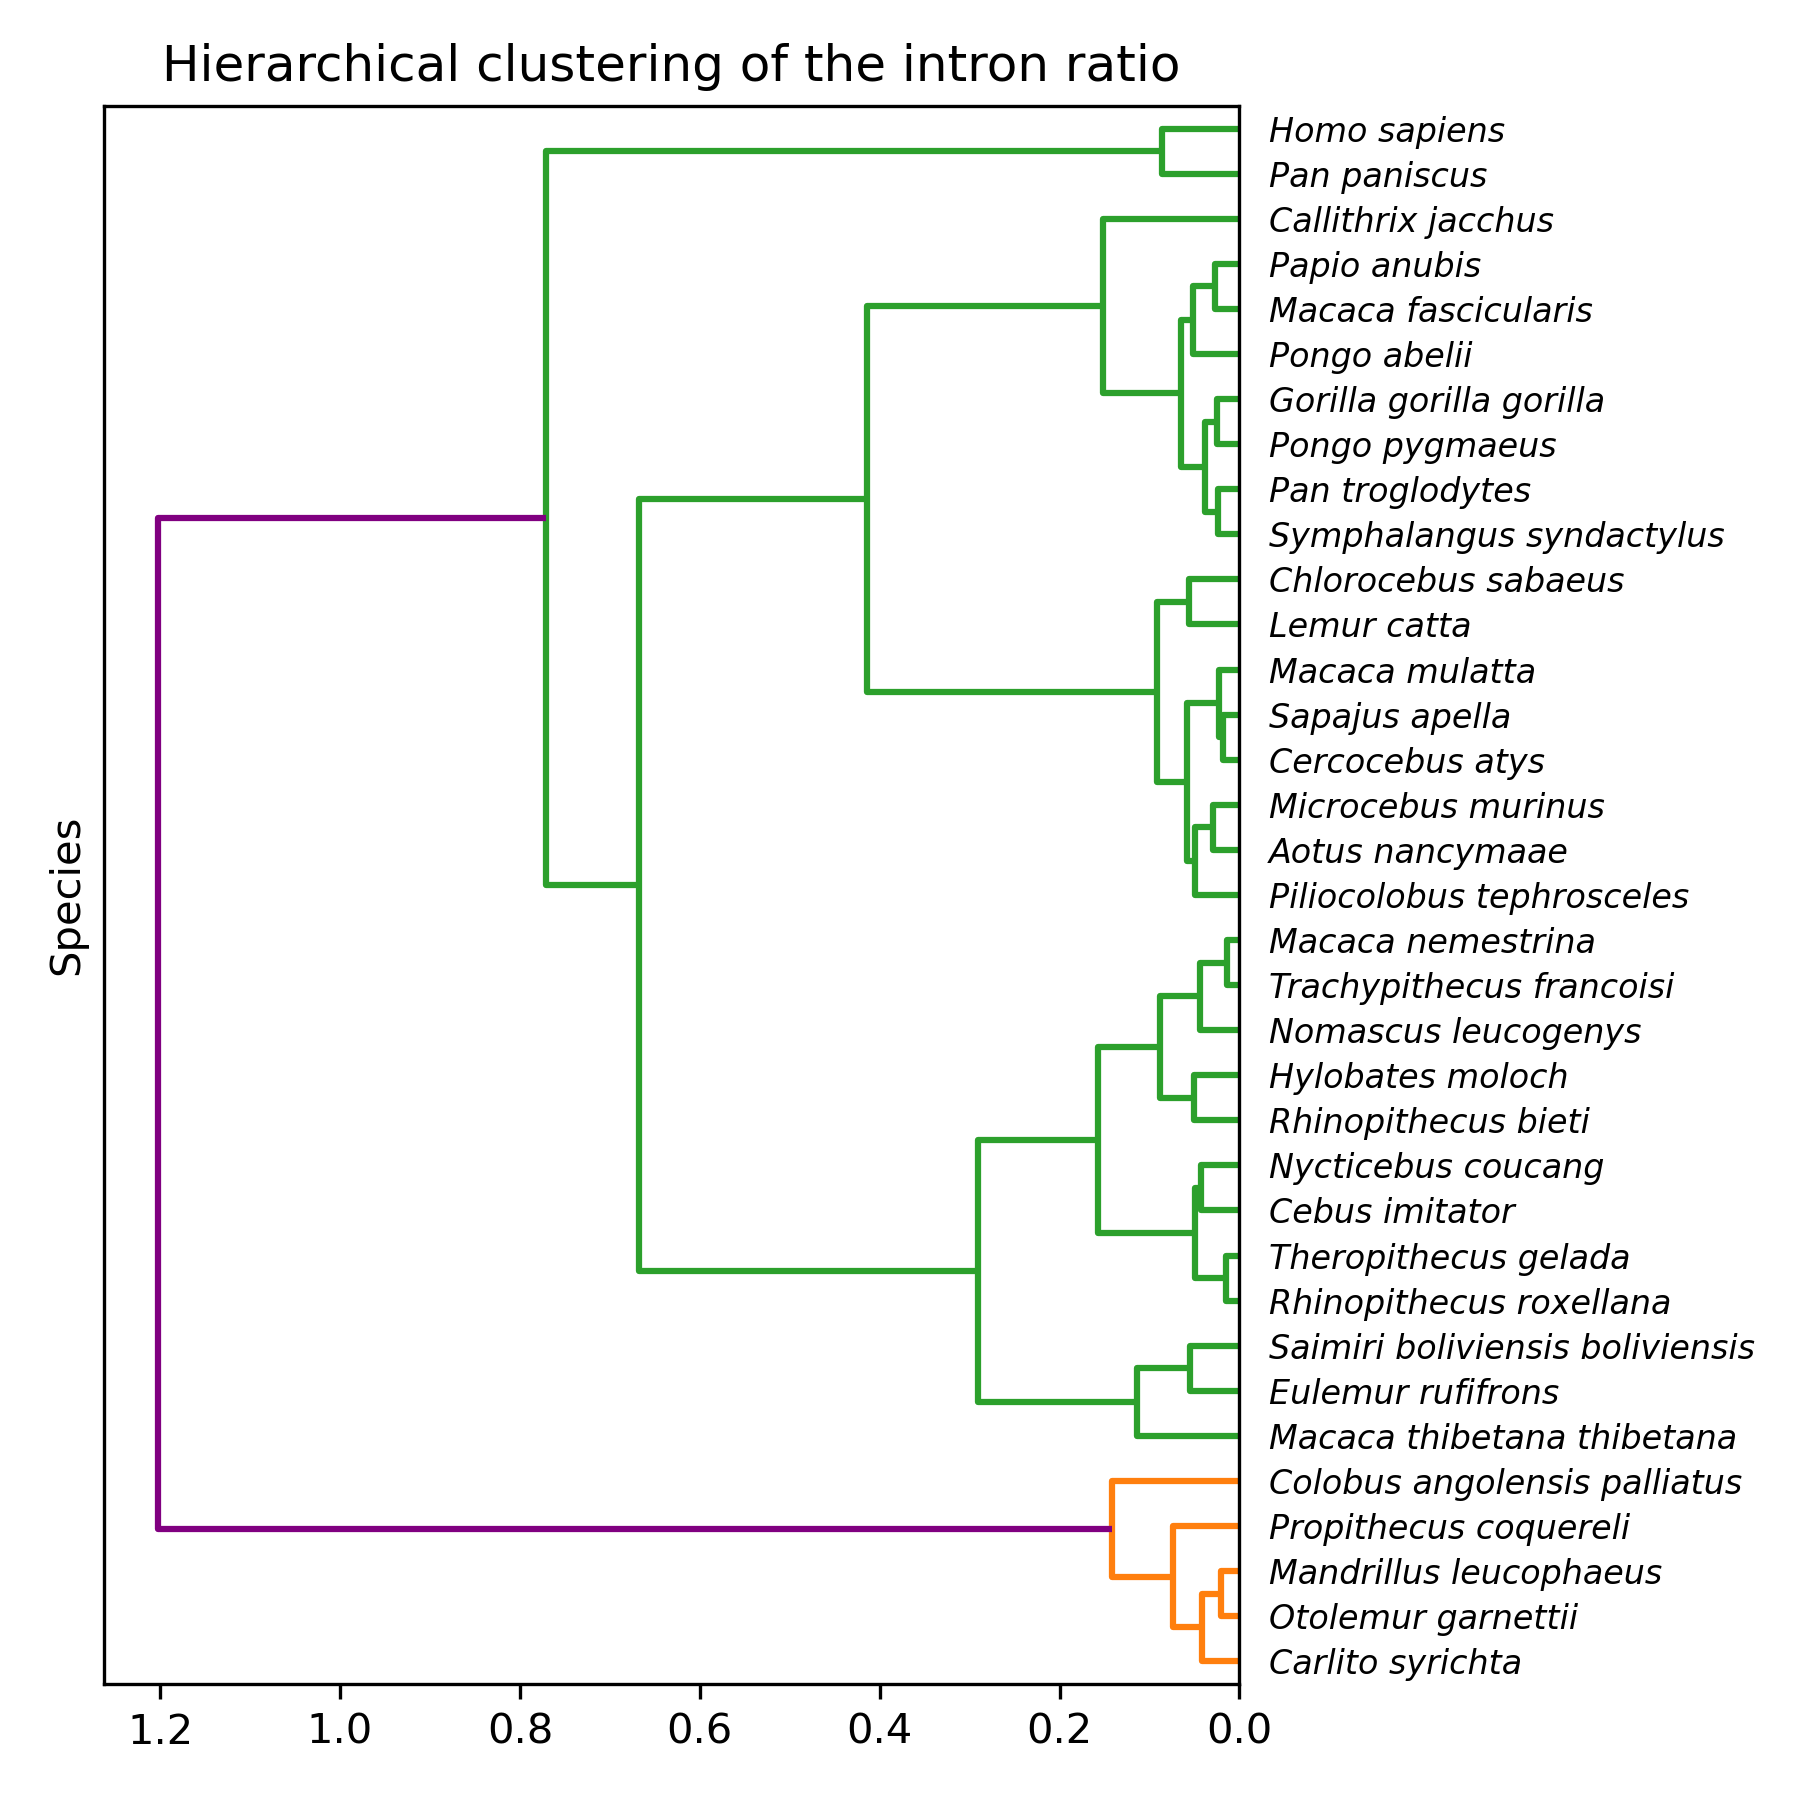 Hierarchical clustering of the intron ratio
Homo sapiens
Pan paniscus
Callithrix jacchus
Papio anubis
Macaca fascicularis
Pongo abelii
Gorilla gorilla gorilla
Pongo pygmaeus
Pan troglodytes
Symphalangus syndactylus
Chlorocebus sabaeus
Lemur catta
Macaca mulatta
Sapajus apella
Cercocebus atys
Microcebus murinus
Aotus nancymaae
Piliocolobus tephrosceles
Macaca nemestrina
Trachypithecus francoisi
Nomascus leucogenys
Hylobates moloch
Rhinopithecus bieti
Nycticebus coucang
Cebus imitator
Theropithecus gelada
Rhinopithecus roxellana
Saimiri boliviensis boliviensis
Eulemur rufifrons
Macaca thibetana thibetana
Colobus angolensis palliatus
Propithecus coquereli
Mandrillus leucophaeus
Otolemur garnettii
Carlito syrichta
Species
1.2 1.0 0.8 0.6 0.4 0.2 0.0